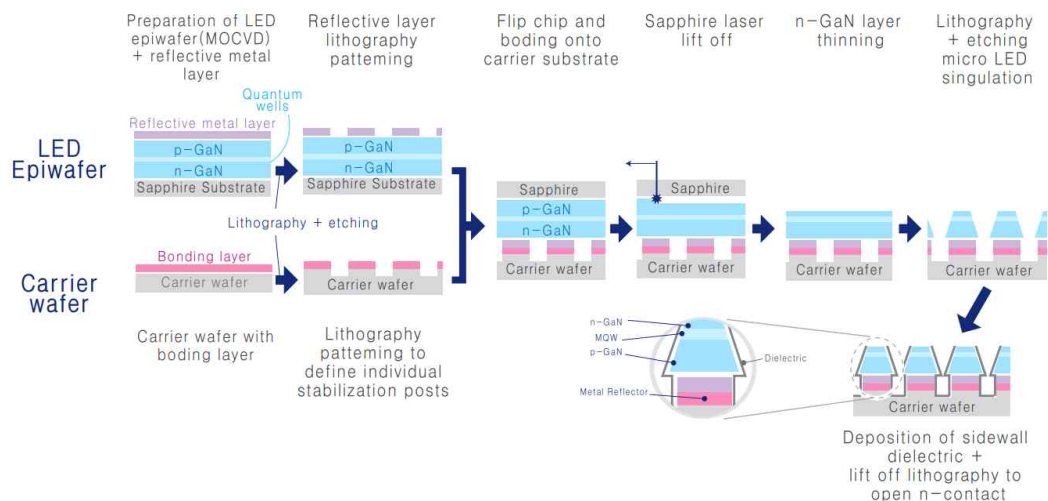 Preparation of LED
epiwafer(MOCVD)
+ reflective metal
layer
Reflective layer
lithography
patteming
Flip chip and
boding onto
carrier substrate
Sapphire laser
lift off
n-GaN layer
thinning
Lithography
+ etching
micro LED
singulation
Quantum
wells
Reflective metal layer
LED
Epiwafer
p-GaN
n-GaN
Sapphire Substrate
p-GaN
n-GaN
Sapphire Substrate
Lithography + etching
Sapphire
p-GaN
n-GaN
Carrier wafer
Sapphire
Carrier wafer
Carrier wafer
Carrier wafer
Carrier
wafer
Bonding layer
Carrier wafer
Carrier wafer
Carrier wafer with
boding layer
Lithography
patteming to
define individual
stabilization posts
n-GaN
MQW
p-GaN
Dielectric
Metal Reflector
Carrier wafer
Deposition of sidewall
dielectric +
lift off lithography to
open n-contact